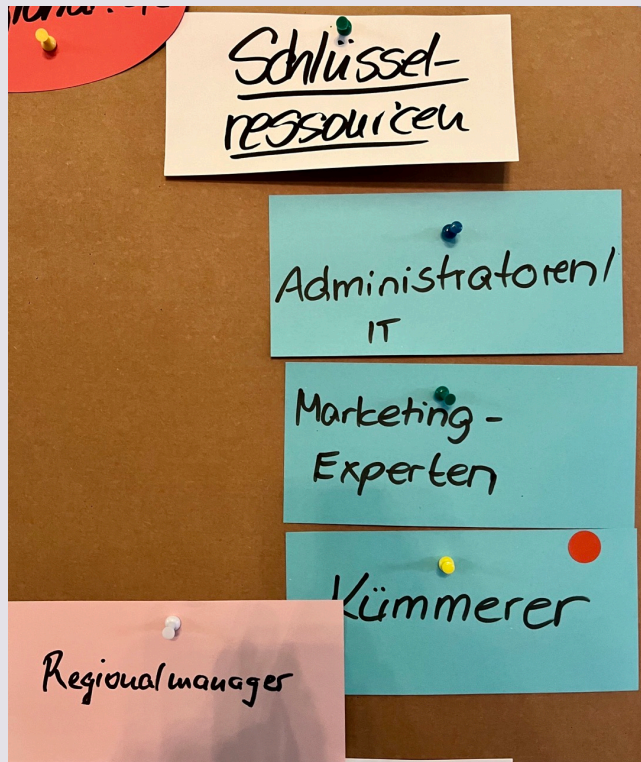 Schlüssel-
ressourcen
Administratoren/
IT
Marketing-
Experten
Kümmerer
Regionalmanager